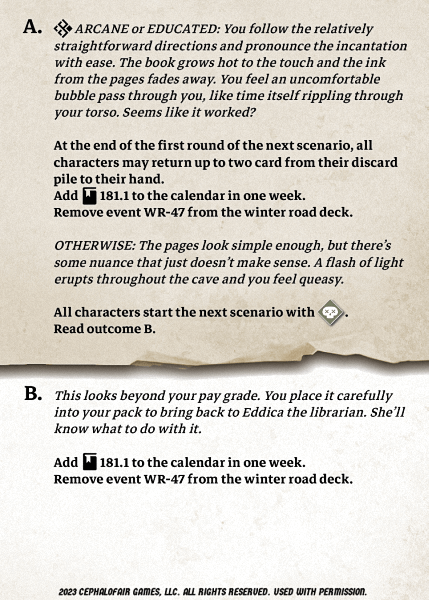 A. ARCANE or EDUCATED: You follow the relatively
straightforward directions and pronounce the incantation
with ease. The book grows hot to the touch and the ink
from the pages fades away. You feel an uncomfortable
bubble pass through you, like time itself rippling through
your torso. Seems like it worked?
At the end of the first round of the next scenario, all
characters may return up to two card from their discard
pile to their hand.
Add 181.1 to the calendar in one week.
Remove event WR-47 from the winter road deck.
OTHERWISE: The pages look simple enough, but there's
some nuance that just doesn't make sense. A flash of light
erupts throughout the cave and you feel queasy.
All characters start the next scenario with .
Read outcome B.
B. This looks beyond your pay grade. You place it carefully
into your pack to bring back to Eddica the librarian. She'll
know what to do with it.
Add 181.1 to the calendar in one week.
Remove event WR-47 from the winter road deck.
2023 CEPHALOFAIR GAMES, LLC. ALL RIGHTS RESERVED. USED WITH PERMISSION.